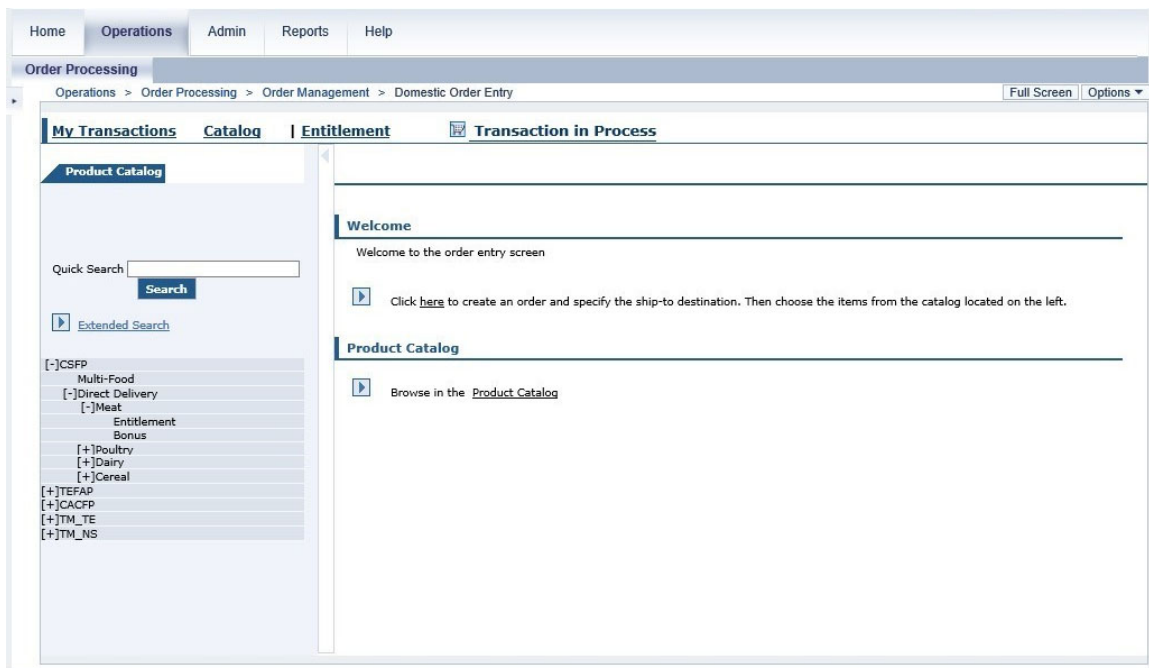 Home Operations Admin Reports Help
Order Processing
Operations > Order Processing > Order Management > Domestic Order Entry Full Screen Options
My Transactions Catalog | Entitlement Transaction in Process
Product Catalog
Quick Search
Search
Extended Search
[-]CSFP
Multi-Food
[-]Direct Delivery
[-]Meat
Entitlement
Bonus
[+]Poultry
[+]Dairy
[+]Cereal
[+]TEFAP
[+]CACFP
[+]TM_TE
[+]TM_NS
Welcome
Welcome to the order entry screen
Click here to create an order and specify the ship-to destination. Then choose the items from the catalog located on the left.
Product Catalog
Browse in the Product Catalog